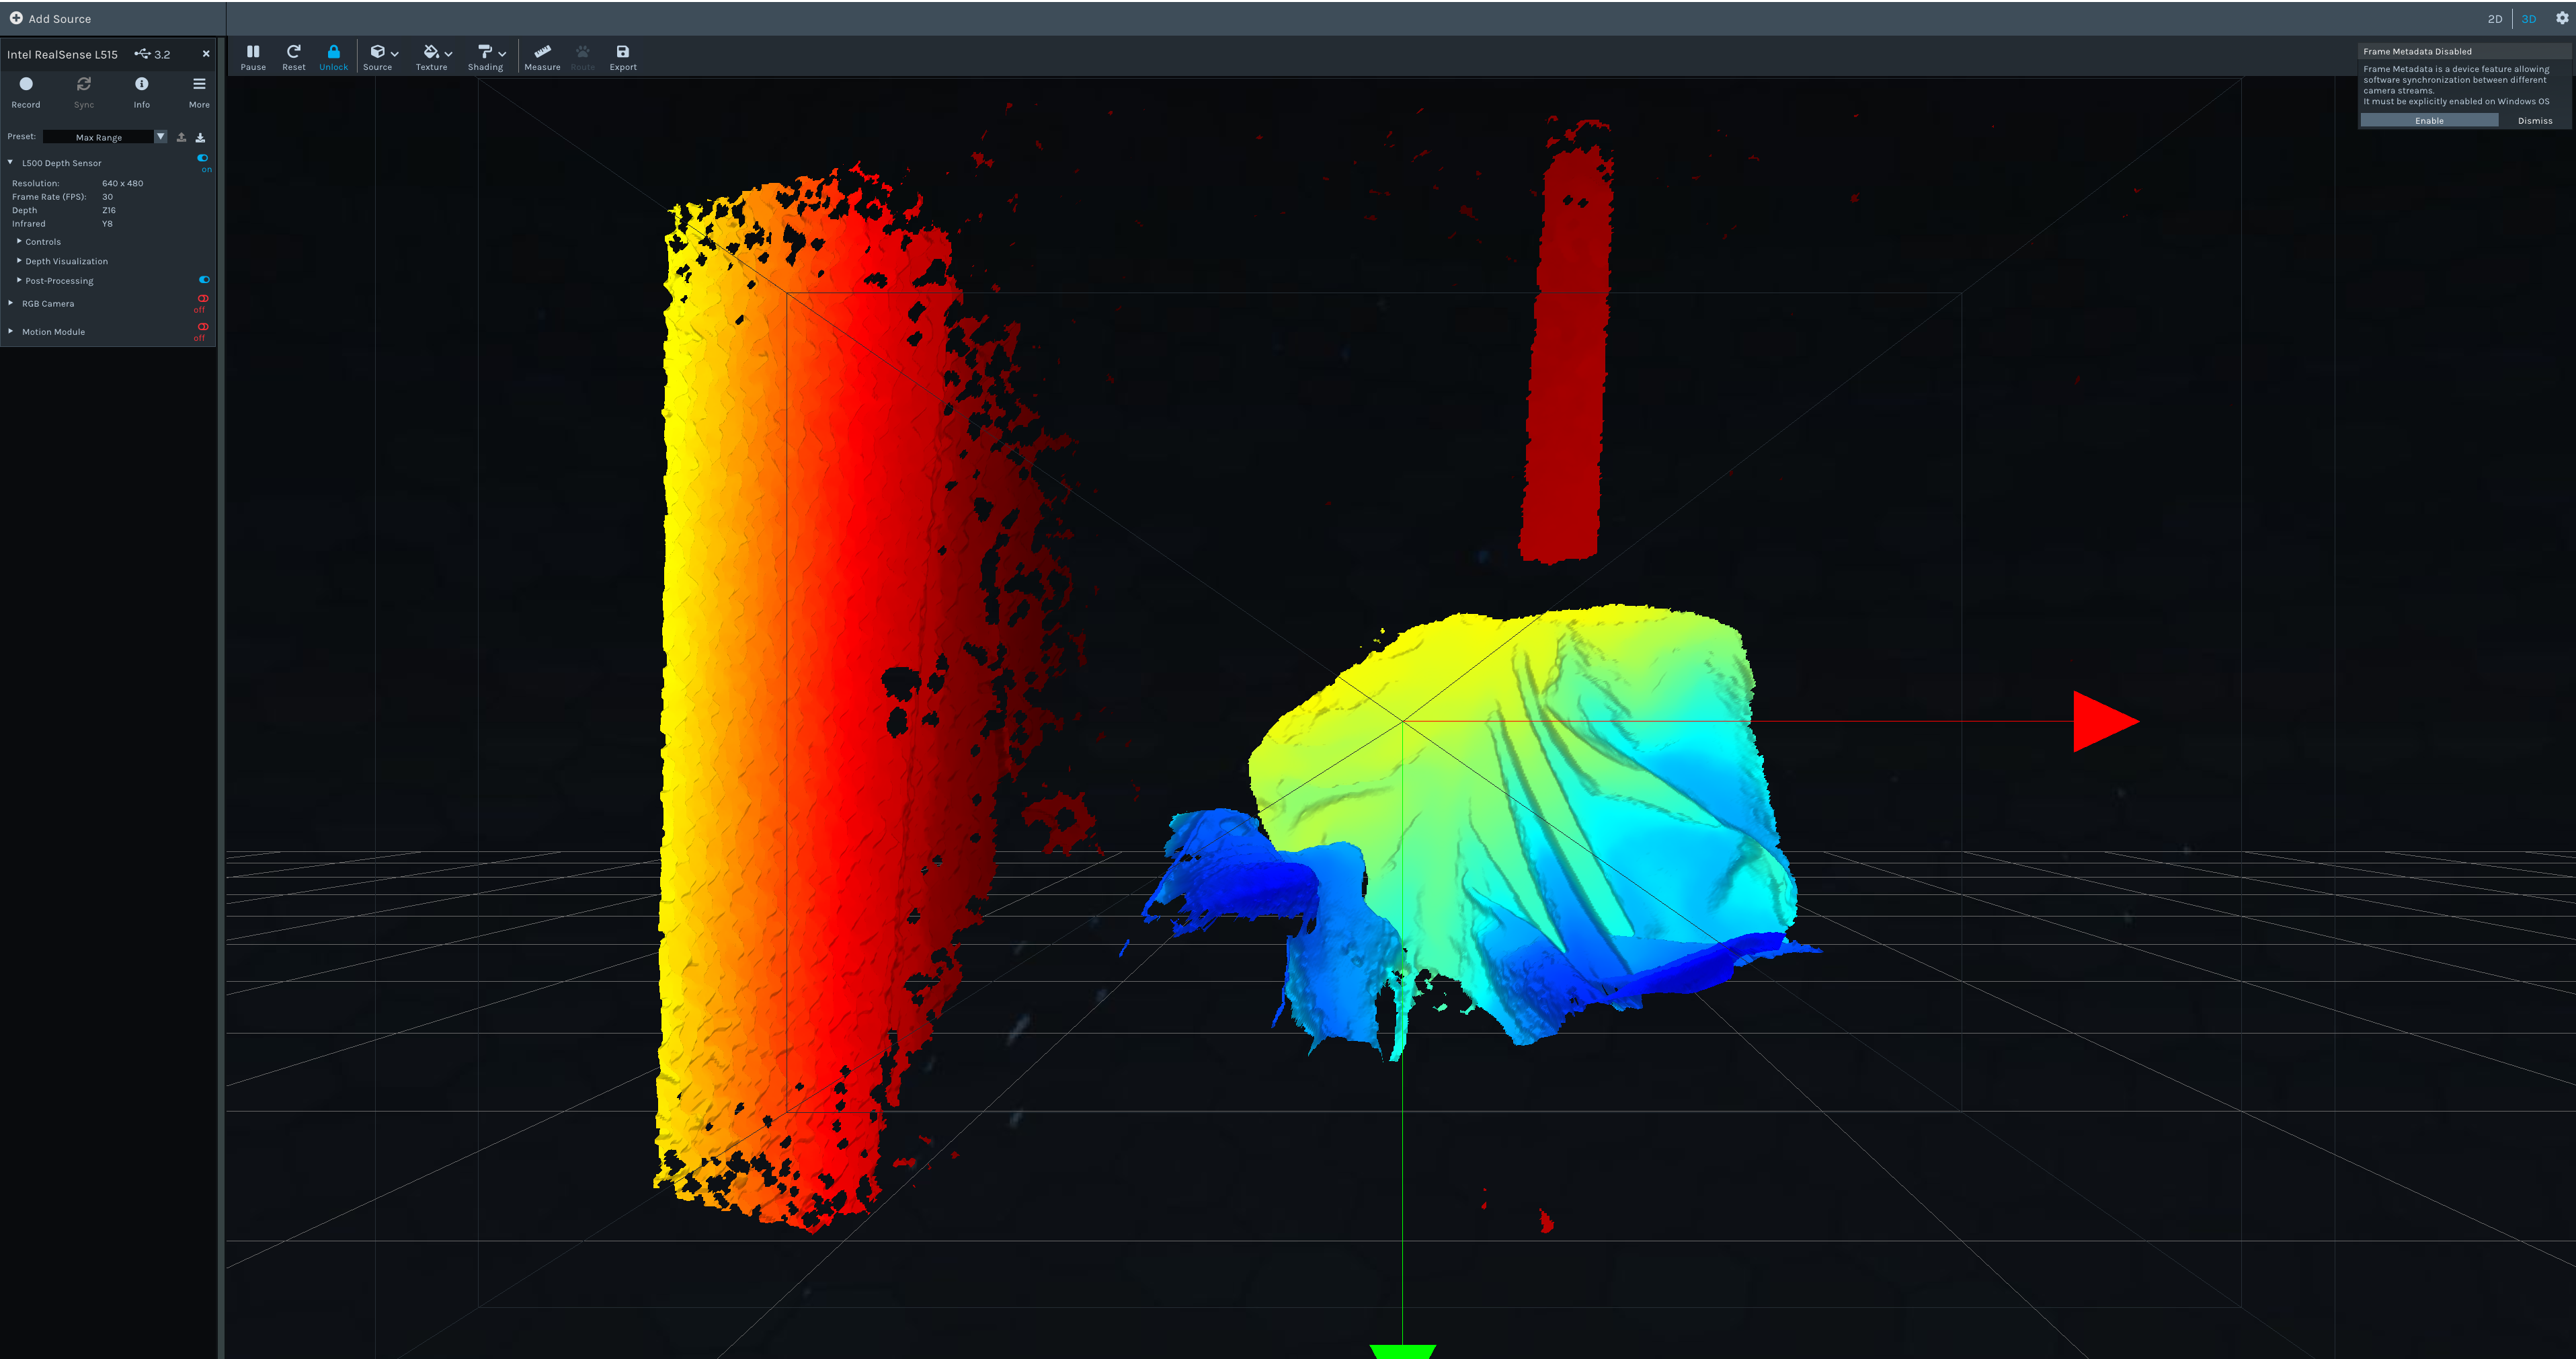 Add Source
2D 3D
Intel RealSense L515 3.2
Pause Reset Unlock Source Texture Shading Measure Route Export
Record Sync Info More
Preset: Max Range
L500 Depth Sensor
on
Resolution: 640 x 480
Frame Rate (FPS): 30
Depth Z16
Infrared Y8
Controls
Depth Visualization
Post-Processing
RGB Camera
off
Motion Module
off
Frame Metadata Disabled
Frame Metadata is a device feature allowing
software synchronization between different
camera streams.
It must be explicitly enabled on Windows OS
Enable Dismiss